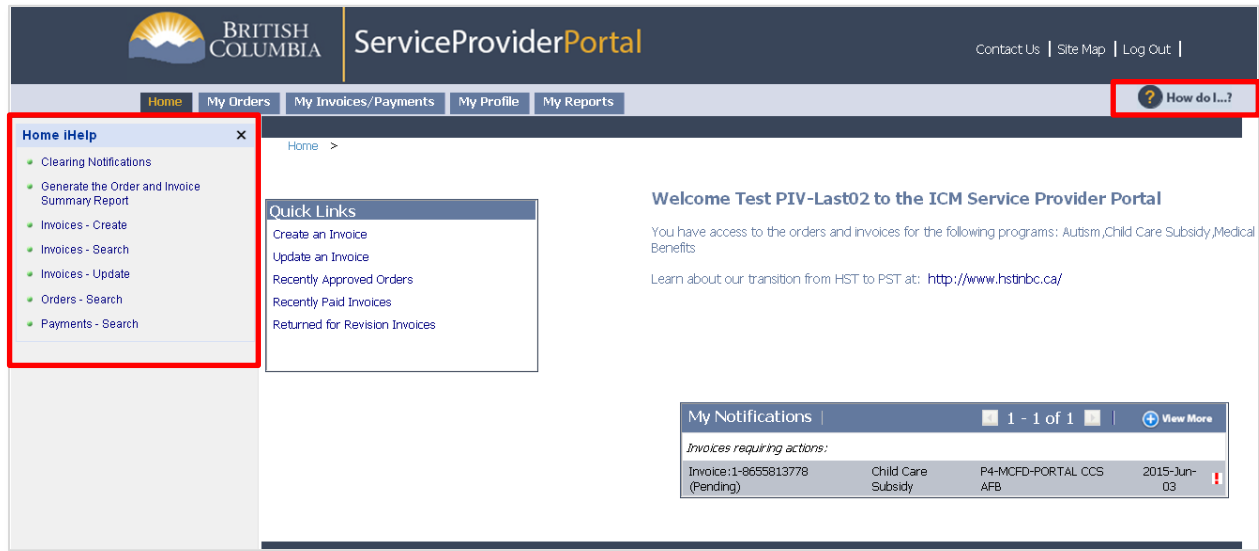 BRITISH
COLUMBIA
ServiceProviderPortal
Contact Us | Site Map | Log Out |
Home My Orders My Invoices/Payments My Profile My Reports
? How do I...?
Home iHelp ×
Clearing Notifications
Generate the Order and Invoice
Summary Report
Invoices - Create
Invoices - Search
Invoices - Update
Orders - Search
Payments - Search
Home >
Quick Links
Create an Invoice
Update an Invoice
Recently Approved Orders
Recently Paid Invoices
Returned for Revision Invoices
Welcome Test PIV-Last02 to the ICM Service Provider Portal
You have access to the orders and invoices for the following programs: Autism,Child Care Subsidy,Medical
Benefits
Learn about our transition from HST to PST at: http://www.hstinbc.ca/
My Notifications | 1 - 1 of 1 | View More
Invoices requiring actions:
Invoice:1-8655813778 Child Care P4-MCFD-PORTAL CCS 2015-Jun-
(Pending) Subsidy AFB 03 !